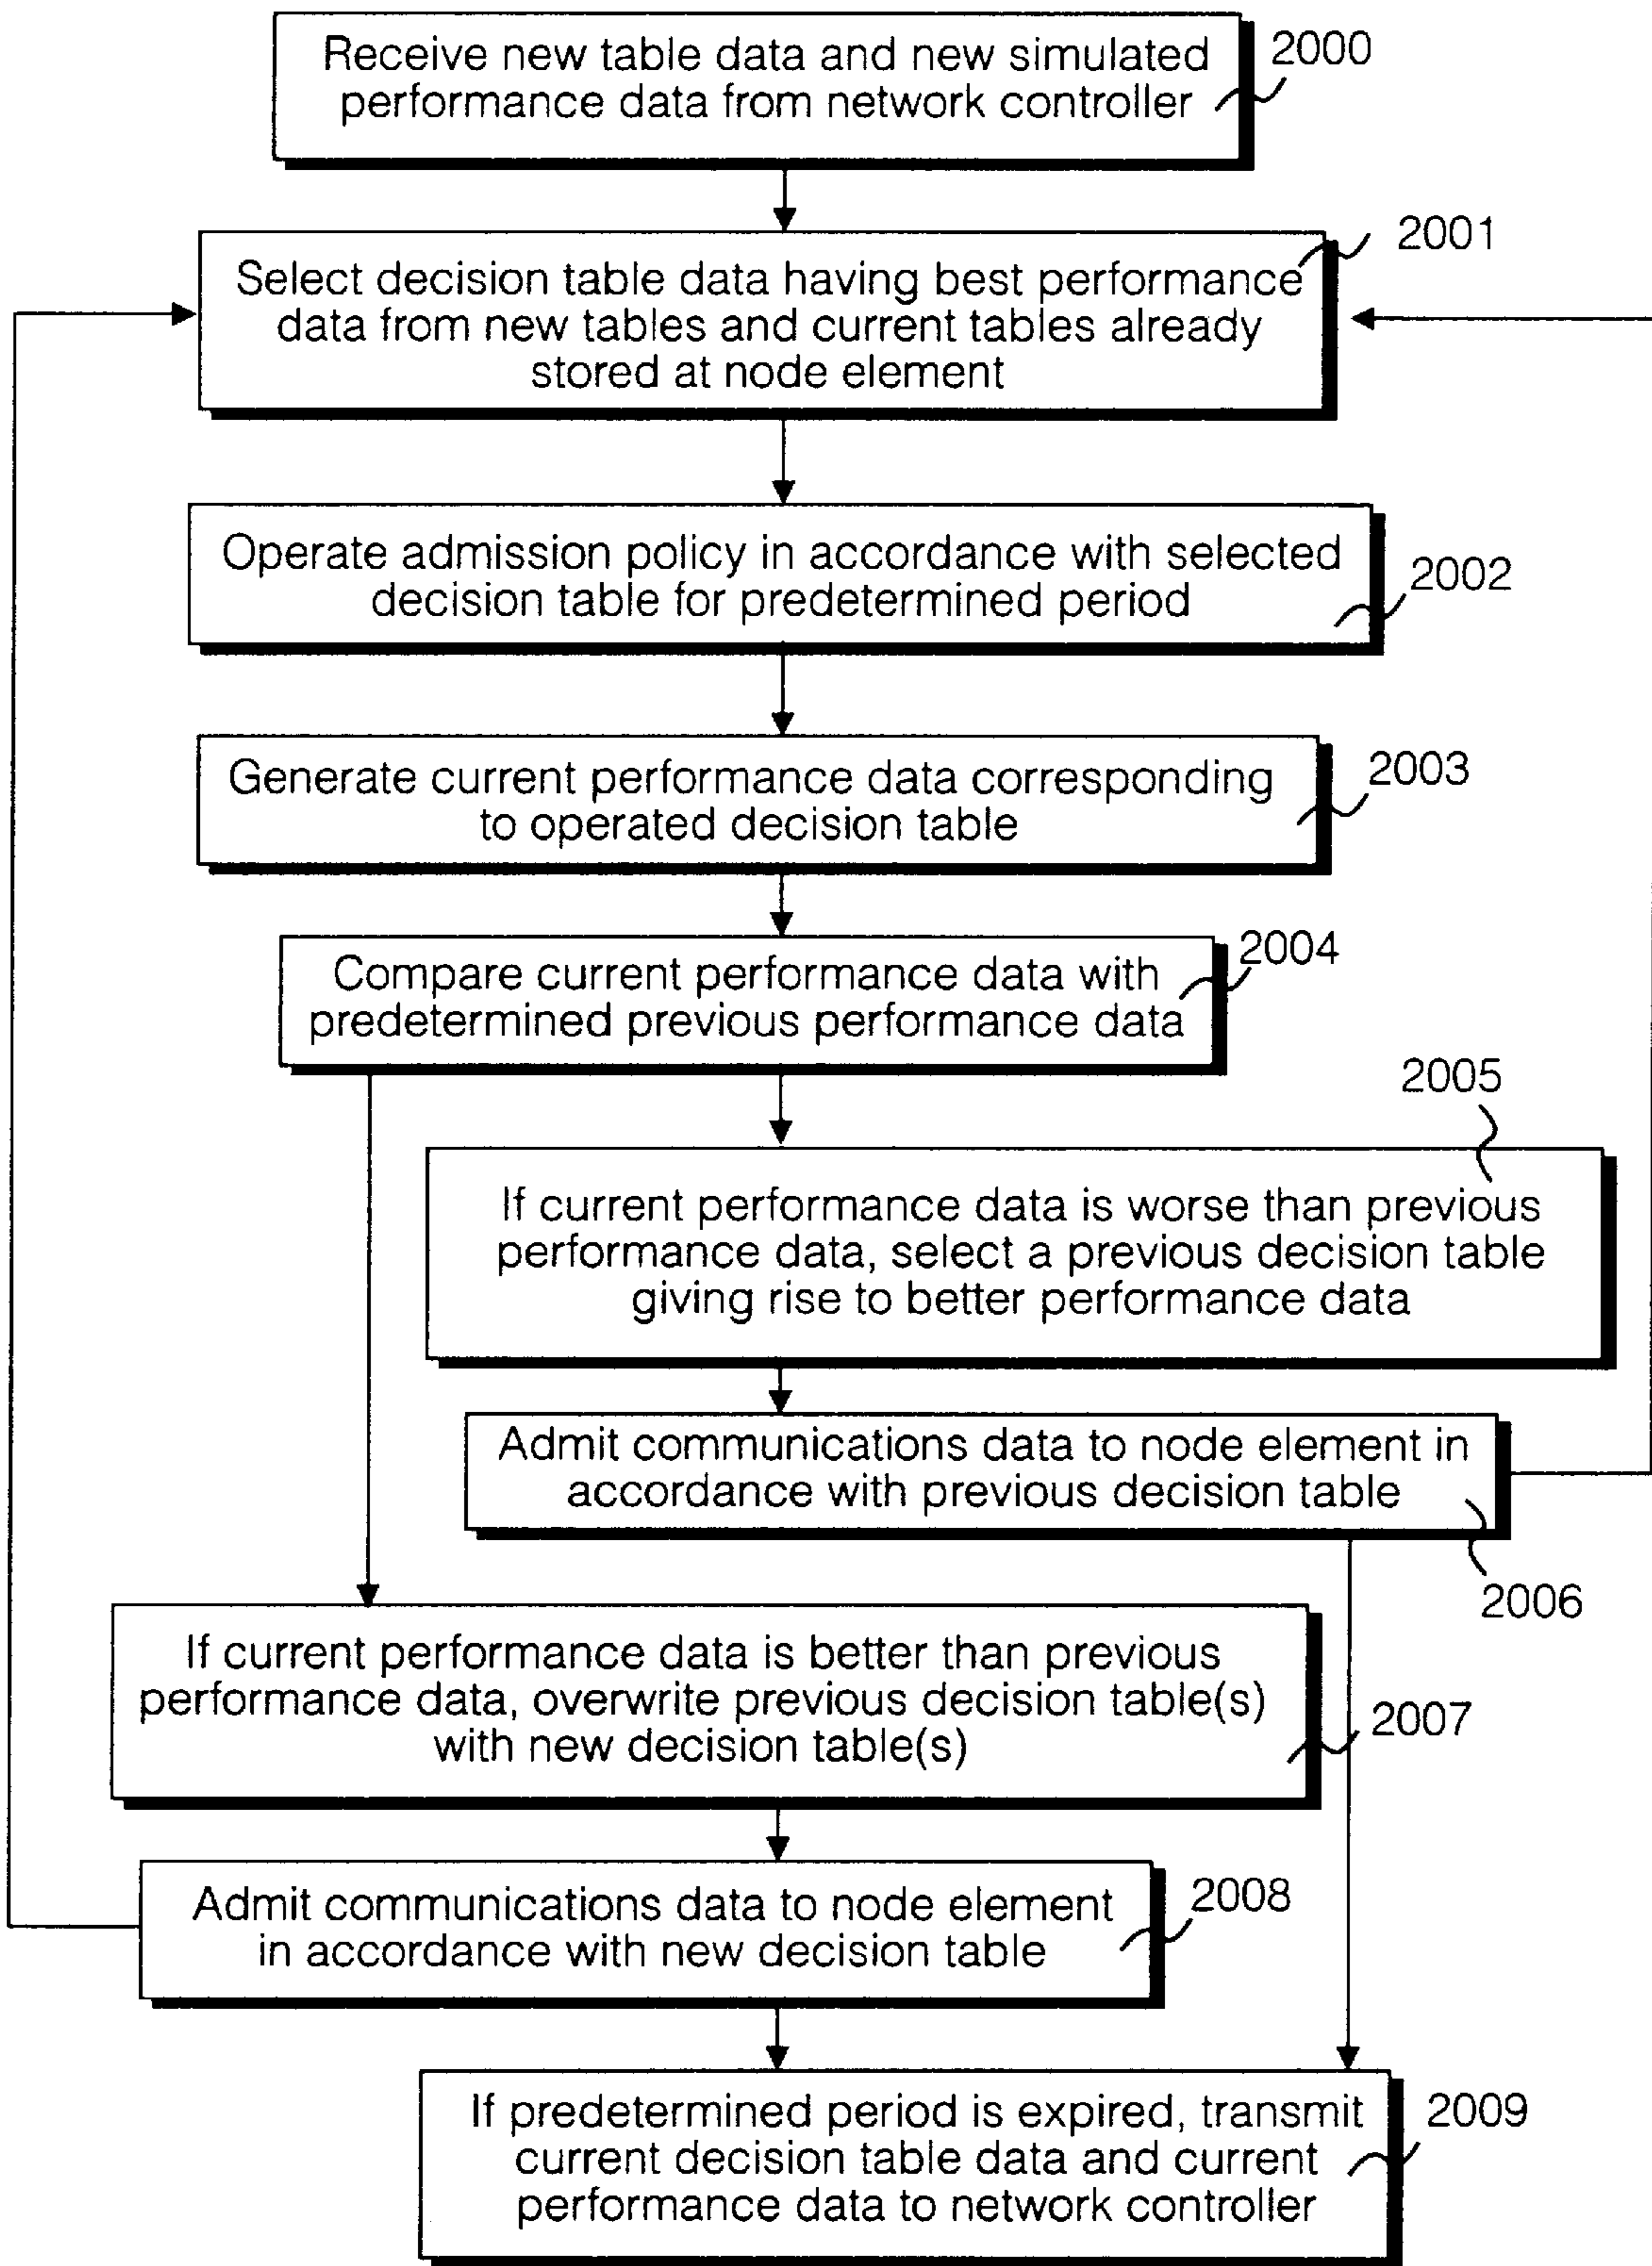 Receive new table data and new simulated
performance data from network controller
2000
2001
Select decision table data having best performance
data from new tables and current tables already
stored at node element
Operate admission policy in accordance with selected
decision table for predetermined period
2002
Generate current performance data corresponding
to operated decision table
2003
Compare current performance data with
predetermined previous performance data
2004
2005
If current performance data is worse than previous
performance data, select a previous decision table
giving rise to better performance data
Admit communications data to node element in
accordance with previous decision table
2006
If current performance data is better than previous
performance data, overwrite previous decision table(s)
with new decision table(s)
2007
Admit communications data to node element
in accordance with new decision table
2008
If predetermined period is expired, transmit
current decision table data and current
performance data to network controller
2009